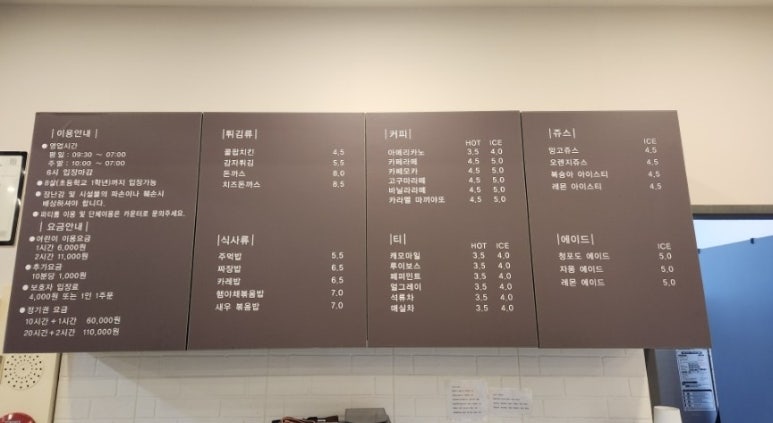 |이용안내|
● 영업시간
평 일 : 09:30 ~ 07:00
주 말 : 10:00 ~ 07:00
6시 입장마감
● 8살(초등학교 1학년)까지 입장가능
● 장난감 및 시설물의 파손이나 훼손시
배상하셔야 합니다.
● 파티룸 이용 및 단체이용은 카운터로 문의주세요.
|요금안내|
● 어린이 이용요금
1시간 6,000원
2시간 11,000원
● 추가요금
10분당 1,000원
● 보호자 입장료
4,000원 또는 1인 1주문
● 정기권 요금
10시간+1시간 60,000원
20시간+2시간 110,000원
|튀김류|
콜팝치킨 4,5
감자튀김 5,5
돈까스 8,0
치즈돈까스 8,5
|식사류|
주먹밥 5,5
짜장밥 6,5
카레밥 6,5
햄야채볶음밥 7,0
새우 볶음밥 7,0
|커피|
HOT ICE
아메리카노 3,5 4,0
카페라떼 4,5 5,0
카페모카 4,5 5,0
고구마라떼 4,5 5,0
바닐라라떼 4,5 5,0
카라멜 마끼야또 4,5 5,0
|티|
HOT ICE
캐모마일 3,5 4,0
루이보스 3,5 4,0
페퍼민트 3,5 4,0
얼그레이 3,5 4,0
석류차 3,5 4,0
매실차 3,5 4,0
|쥬스|
ICE
망고쥬스 4,5
오렌지쥬스 4,5
복숭아 아이스티 4,5
레몬 아이스티 4,5
|에이드|
ICE
청포도 에이드 5,0
자몽 에이드 5,0
레몬 에이드 5,0